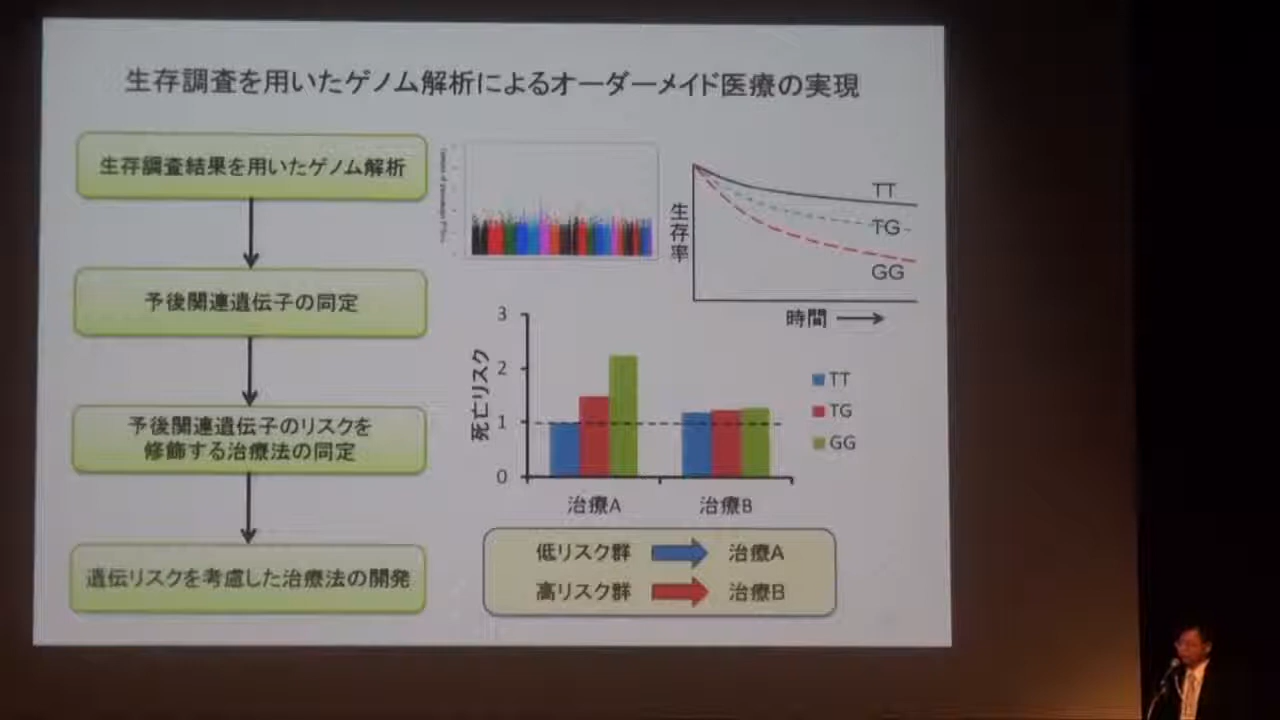 生存調査を用いたゲノム解析によるオーダーメイド医療の実現
生存調査結果を用いたゲノム解析
予後関連遺伝子の同定
予後関連遺伝子のリスクを
修飾する治療法の同定
遺伝リスクを考慮した治療法の開発
生存率
TT
TG
GG
時間
死亡リスク
3
2
1
0
治療A
治療B
TT
TG
GG
低リスク群 治療A
高リスク群 治療B